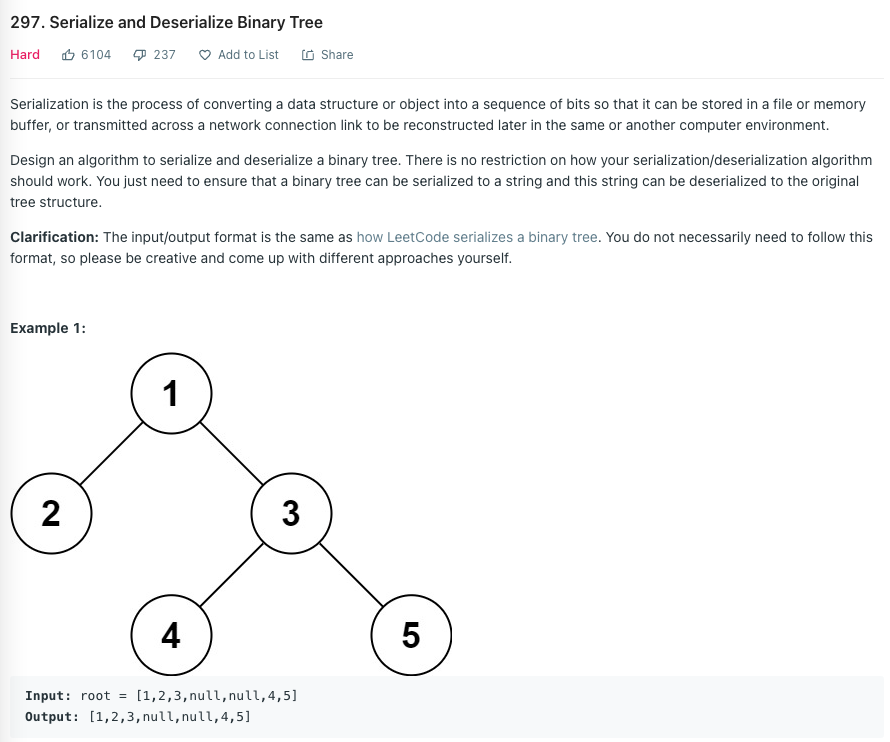 297. Serialize and Deserialize Binary Tree
Hard 6104 237 Add to List Share
Serialization is the process of converting a data structure or object into a sequence of bits so that it can be stored in a file or memory
buffer, or transmitted across a network connection link to be reconstructed later in the same or another computer environment.
Design an algorithm to serialize and deserialize a binary tree. There is no restriction on how your serialization/deserialization algorithm
should work. You just need to ensure that a binary tree can be serialized to a string and this string can be deserialized to the original
tree structure.
Clarification: The input/output format is the same as how LeetCode serializes a binary tree. You do not necessarily need to follow this
format, so please be creative and come up with different approaches yourself.
Example 1:
1
2 3
4 5
Input: root = [1,2,3,null,null,4,5]
Output: [1,2,3,null,null,4,5]